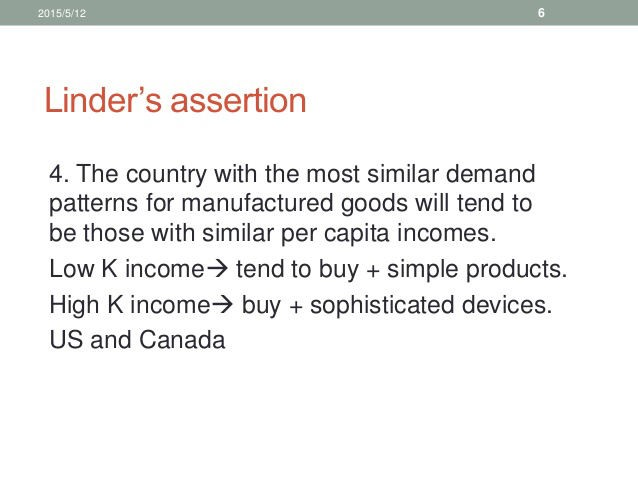 2015/5/12 6
Linder's assertion
4. The country with the most similar demand
patterns for manufactured goods will tend to
be those with similar per capita incomes.
Low K income→ tend to buy + simple products.
High K income→ buy + sophisticated devices.
US and Canada